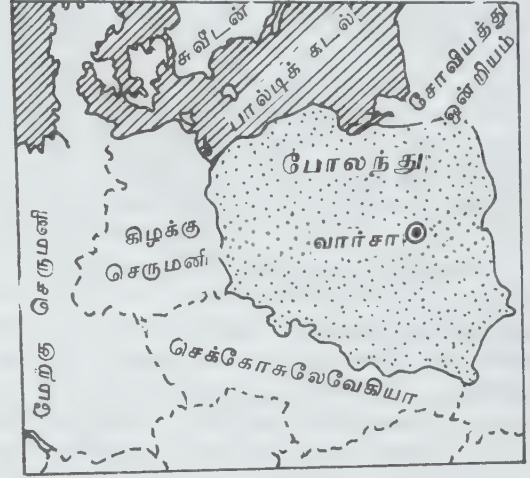 சுவீடன்
பால்டிக் கடல்
சோவியத்து
ஒன்றியம்
போலந்து
வார்சா
கிழக்கு
செருமனி
மேற்கு செருமனி
செக்கோசுலேவேகியா